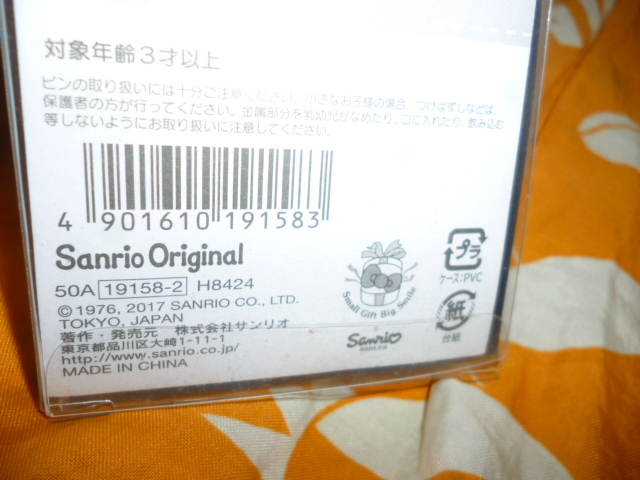 対象年齢3才以上
ピンの取り扱いには十分ご注意ください。小さなお子様の場合、つけはずしなどは、
保護者の方が行ってください。金属部分を乳幼児がなめたり、口に入れたり、飲み込む
等しないようにお取り扱いに注意してください。
4 901610 191583
Sanrio Original
50A 19158-2 H8424
©1976, 2017 SANRIO CO., LTD.
TOKYO, JAPAN
著作・発売元 株式会社サンリオ
東京都品川区大崎1-11-1
http://www.sanrio.co.jp/
MADE IN CHINA
Small Gift Big Smile
Sanrio
プラ
ケース:PVC
紙
台紙